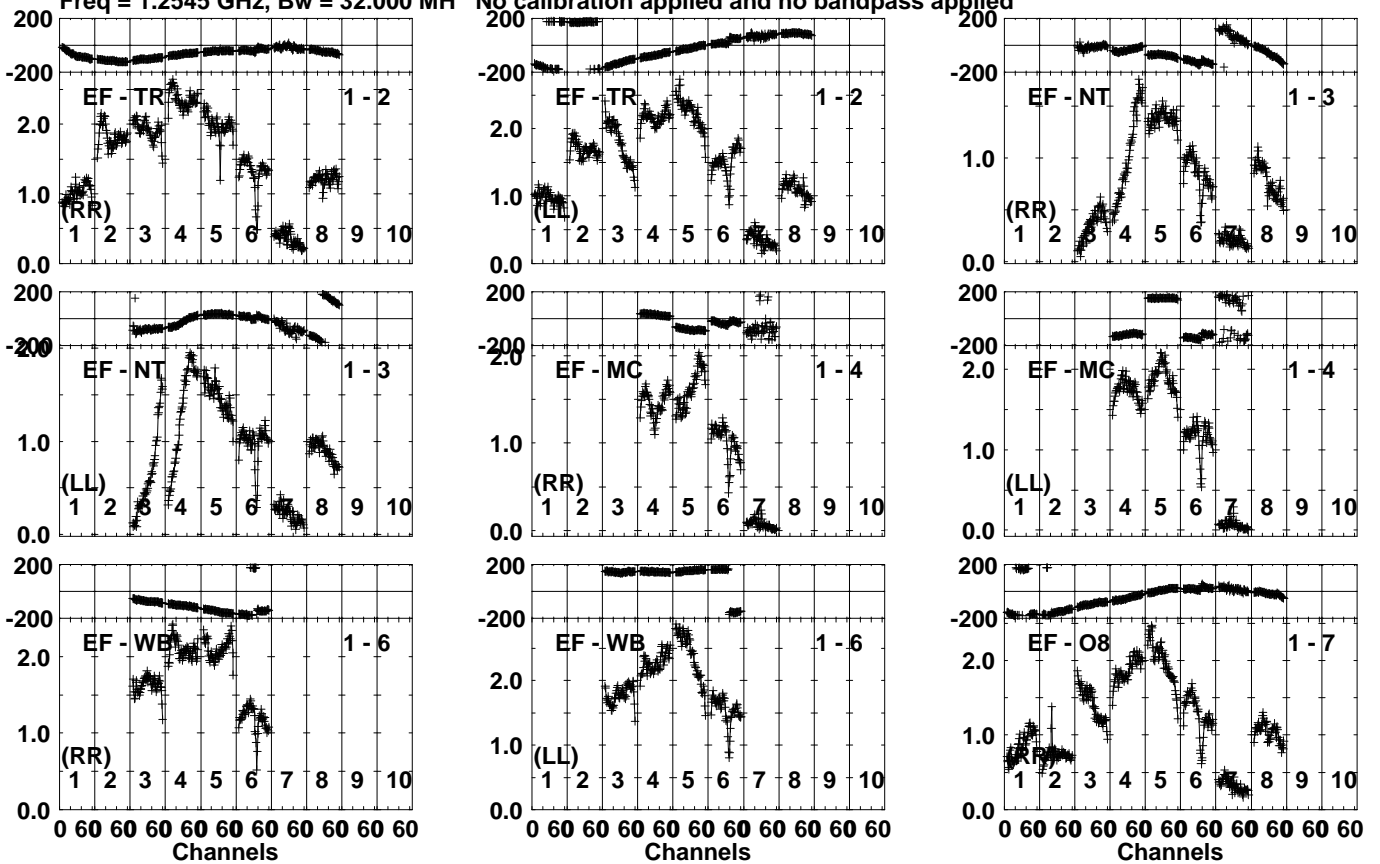 Freq = 1.2545 GHz, Bw = 32.000 MH No calibration applied and no bandpass applied
200 200 200
-200 -200 -200
EF - TR 1 - 2 EF - TR 1 - 2 EF - NT 1 - 3
2.0 2.0 2.0
1.0 1.0 1.0
(RR) (LL) (RR)
1 2 3 4 5 6 7 8 9 10 1 2 3 4 5 6 7 8 9 10 1 2 3 4 5 6 7 8 9 10
0.0 0.0 0.0
200 200 200
-200 -200 -200
2.0 2.0 2.0
EF - NT 1 - 3 EF - MC 1 - 4 EF - MC 1 - 4
1.0 1.0 1.0
(LL) (RR) (LL)
1 2 3 4 5 6 7 8 9 10 1 2 3 4 5 6 7 8 9 10 1 2 3 4 5 6 7 8 9 10
0.0 0.0 0.0
200 200 200
-200 -200 -200
EF - WB 1 - 6 EF - WB 1 - 6 EF - O8 1 - 7
2.0 2.0 2.0
1.0 1.0 1.0
(RR) (LL) (RR)
1 2 3 4 5 6 7 8 9 10 1 2 3 4 5 6 7 8 9 10 1 2 3 4 5 6 7 8 9 10
0.0 0.0 0.0
0 60 60 60 60 60 60 60 60 60 60 0 60 60 60 60 60 60 60 60 60 60 0 60 60 60 60 60 60 60 60 60 60
Channels Channels Channels